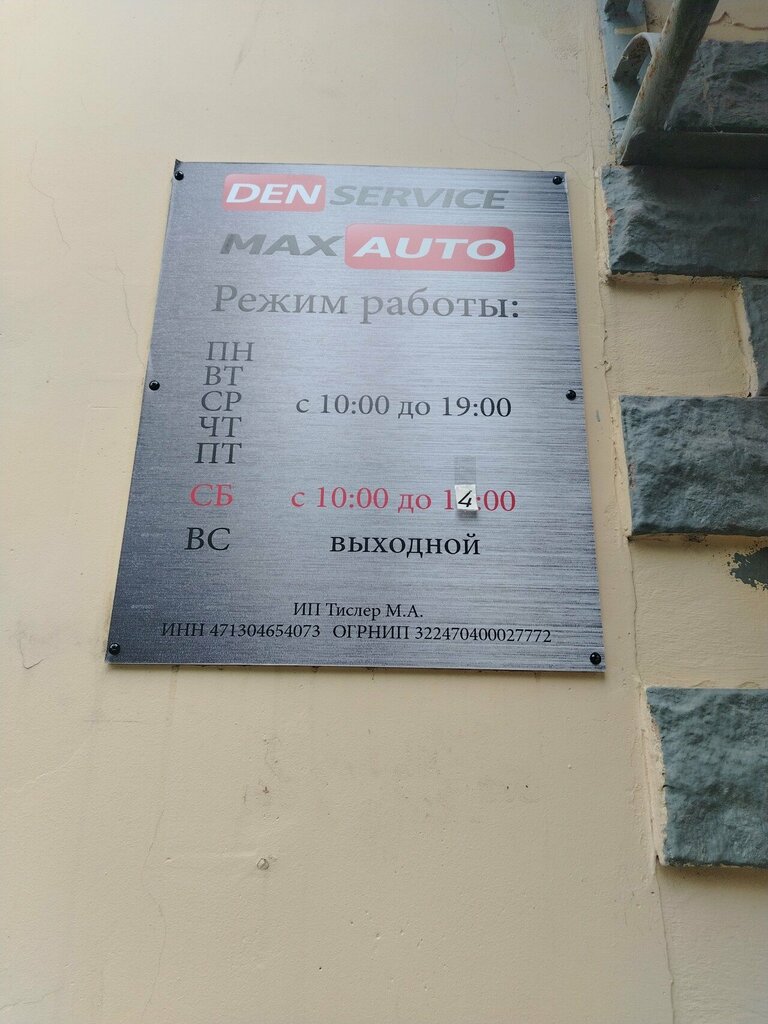 DEN SERVICE
MAX AUTO
Режим работы:
ПН
ВТ
СР с 10:00 до 19:00
ЧТ
ПТ
СБ с 10:00 до 14:00
ВС выходной
ИП Тислер М.А.
ИНН 471304654073 ОГРНИП 322470400027772